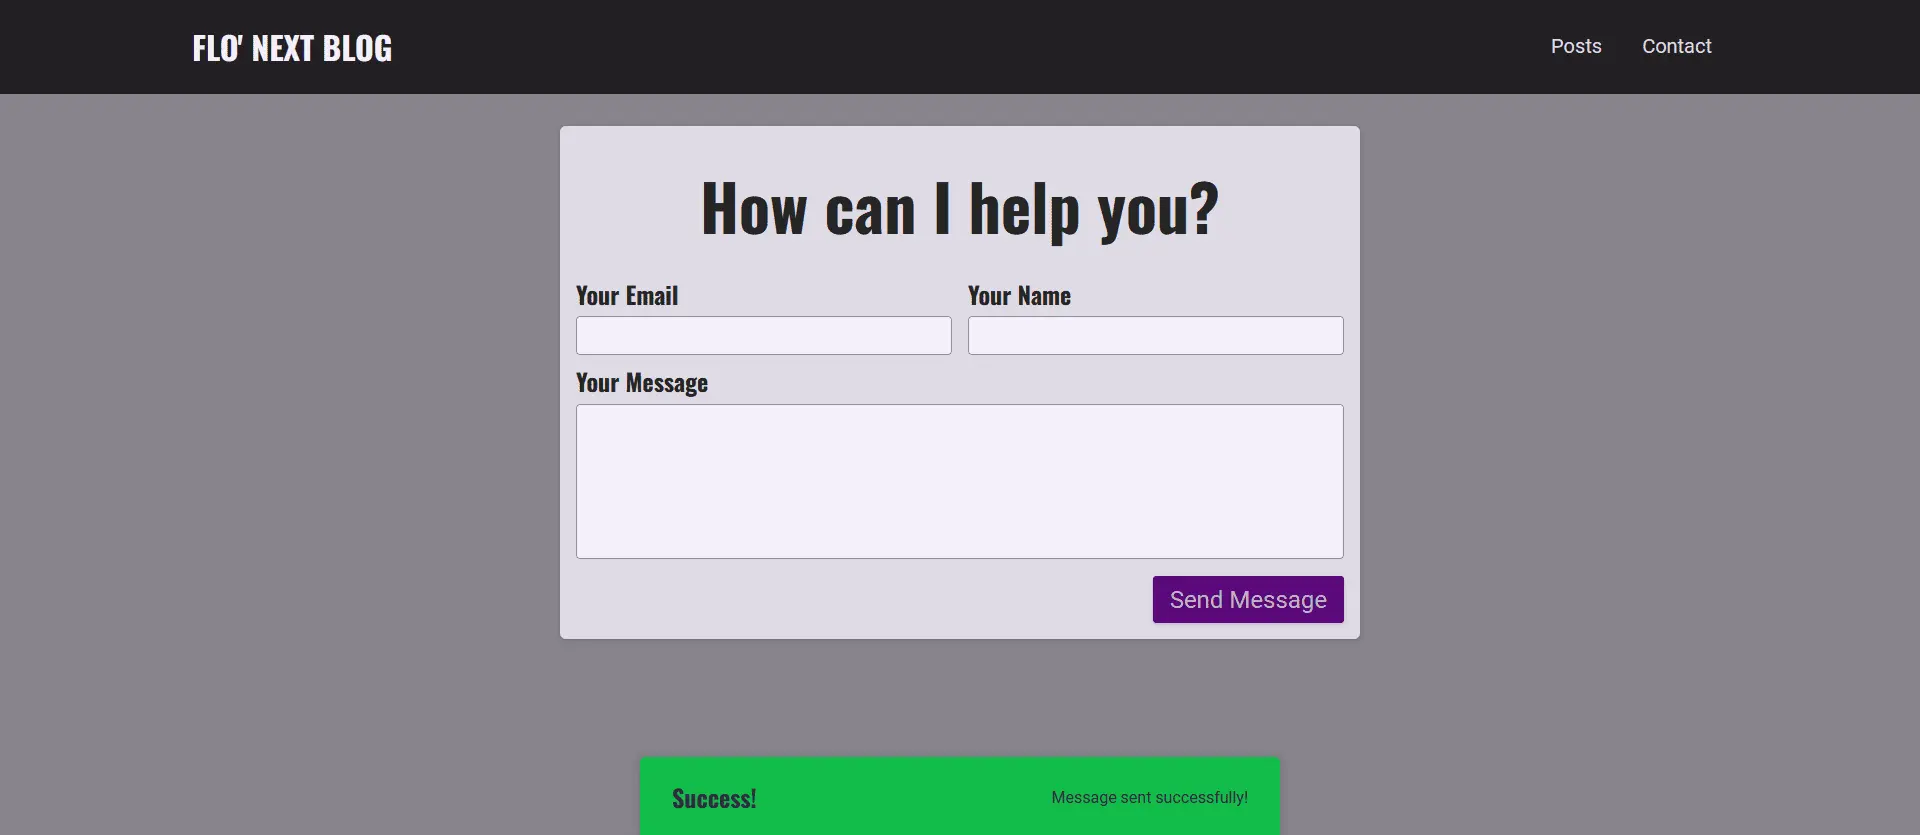 FLO' NEXT BLOG
Posts
Contact
How can I help you?
Your Email
Your Name
Your Message
Send Message
Success!
Message sent successfully!